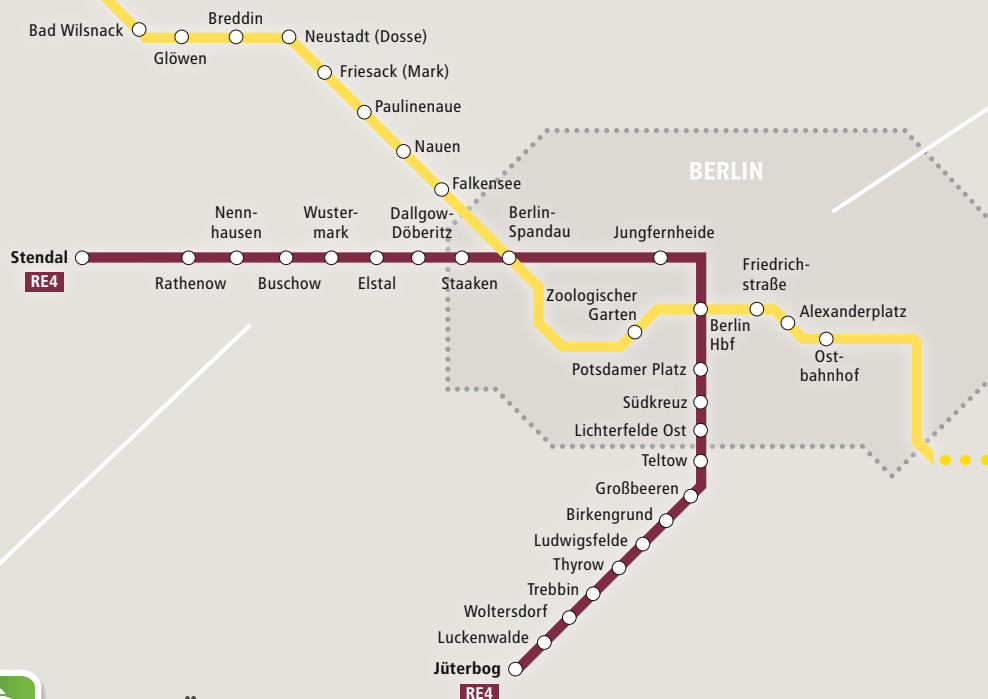 Breddin
Bad Wilsnack
Neustadt (Dosse)
Glöwen
Friesack (Mark)
Paulinenaue
Nauen
BERLIN
Falkensee
Nenn-
hausen
Wuster-
mark
Dallgow-
Döberitz
Berlin-
Spandau
Jungfernheide
Stendal
RE4
Rathenow
Buschow
Elstal
Staaken
Friedrich-
straße
Zoologischer
Garten
Alexanderplatz
Berlin
Hbf
Ost-
bahnhof
Potsdamer Platz
Südkreuz
Lichterfelde Ost
Teltow
Großbeeren
Birkengrund
Ludwigsfelde
Thyrow
Trebbin
Woltersdorf
Luckenwalde
Jüterbog
RE4